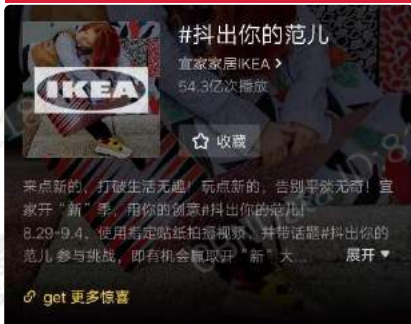 #抖出你的范儿
宜家家居IKEA >
54.3亿次播放
IKEA
收藏
来点新的，打破生活无趣！玩点新的，告别平淡无奇！宜
家开“新”季，用你的创意#抖出你的范儿!
8.29-9.4，使用指定贴纸拍摄视频，并带话题#抖出你的
范儿 参与挑战，即有机会赢取开“新”大... 展开
get 更多惊喜